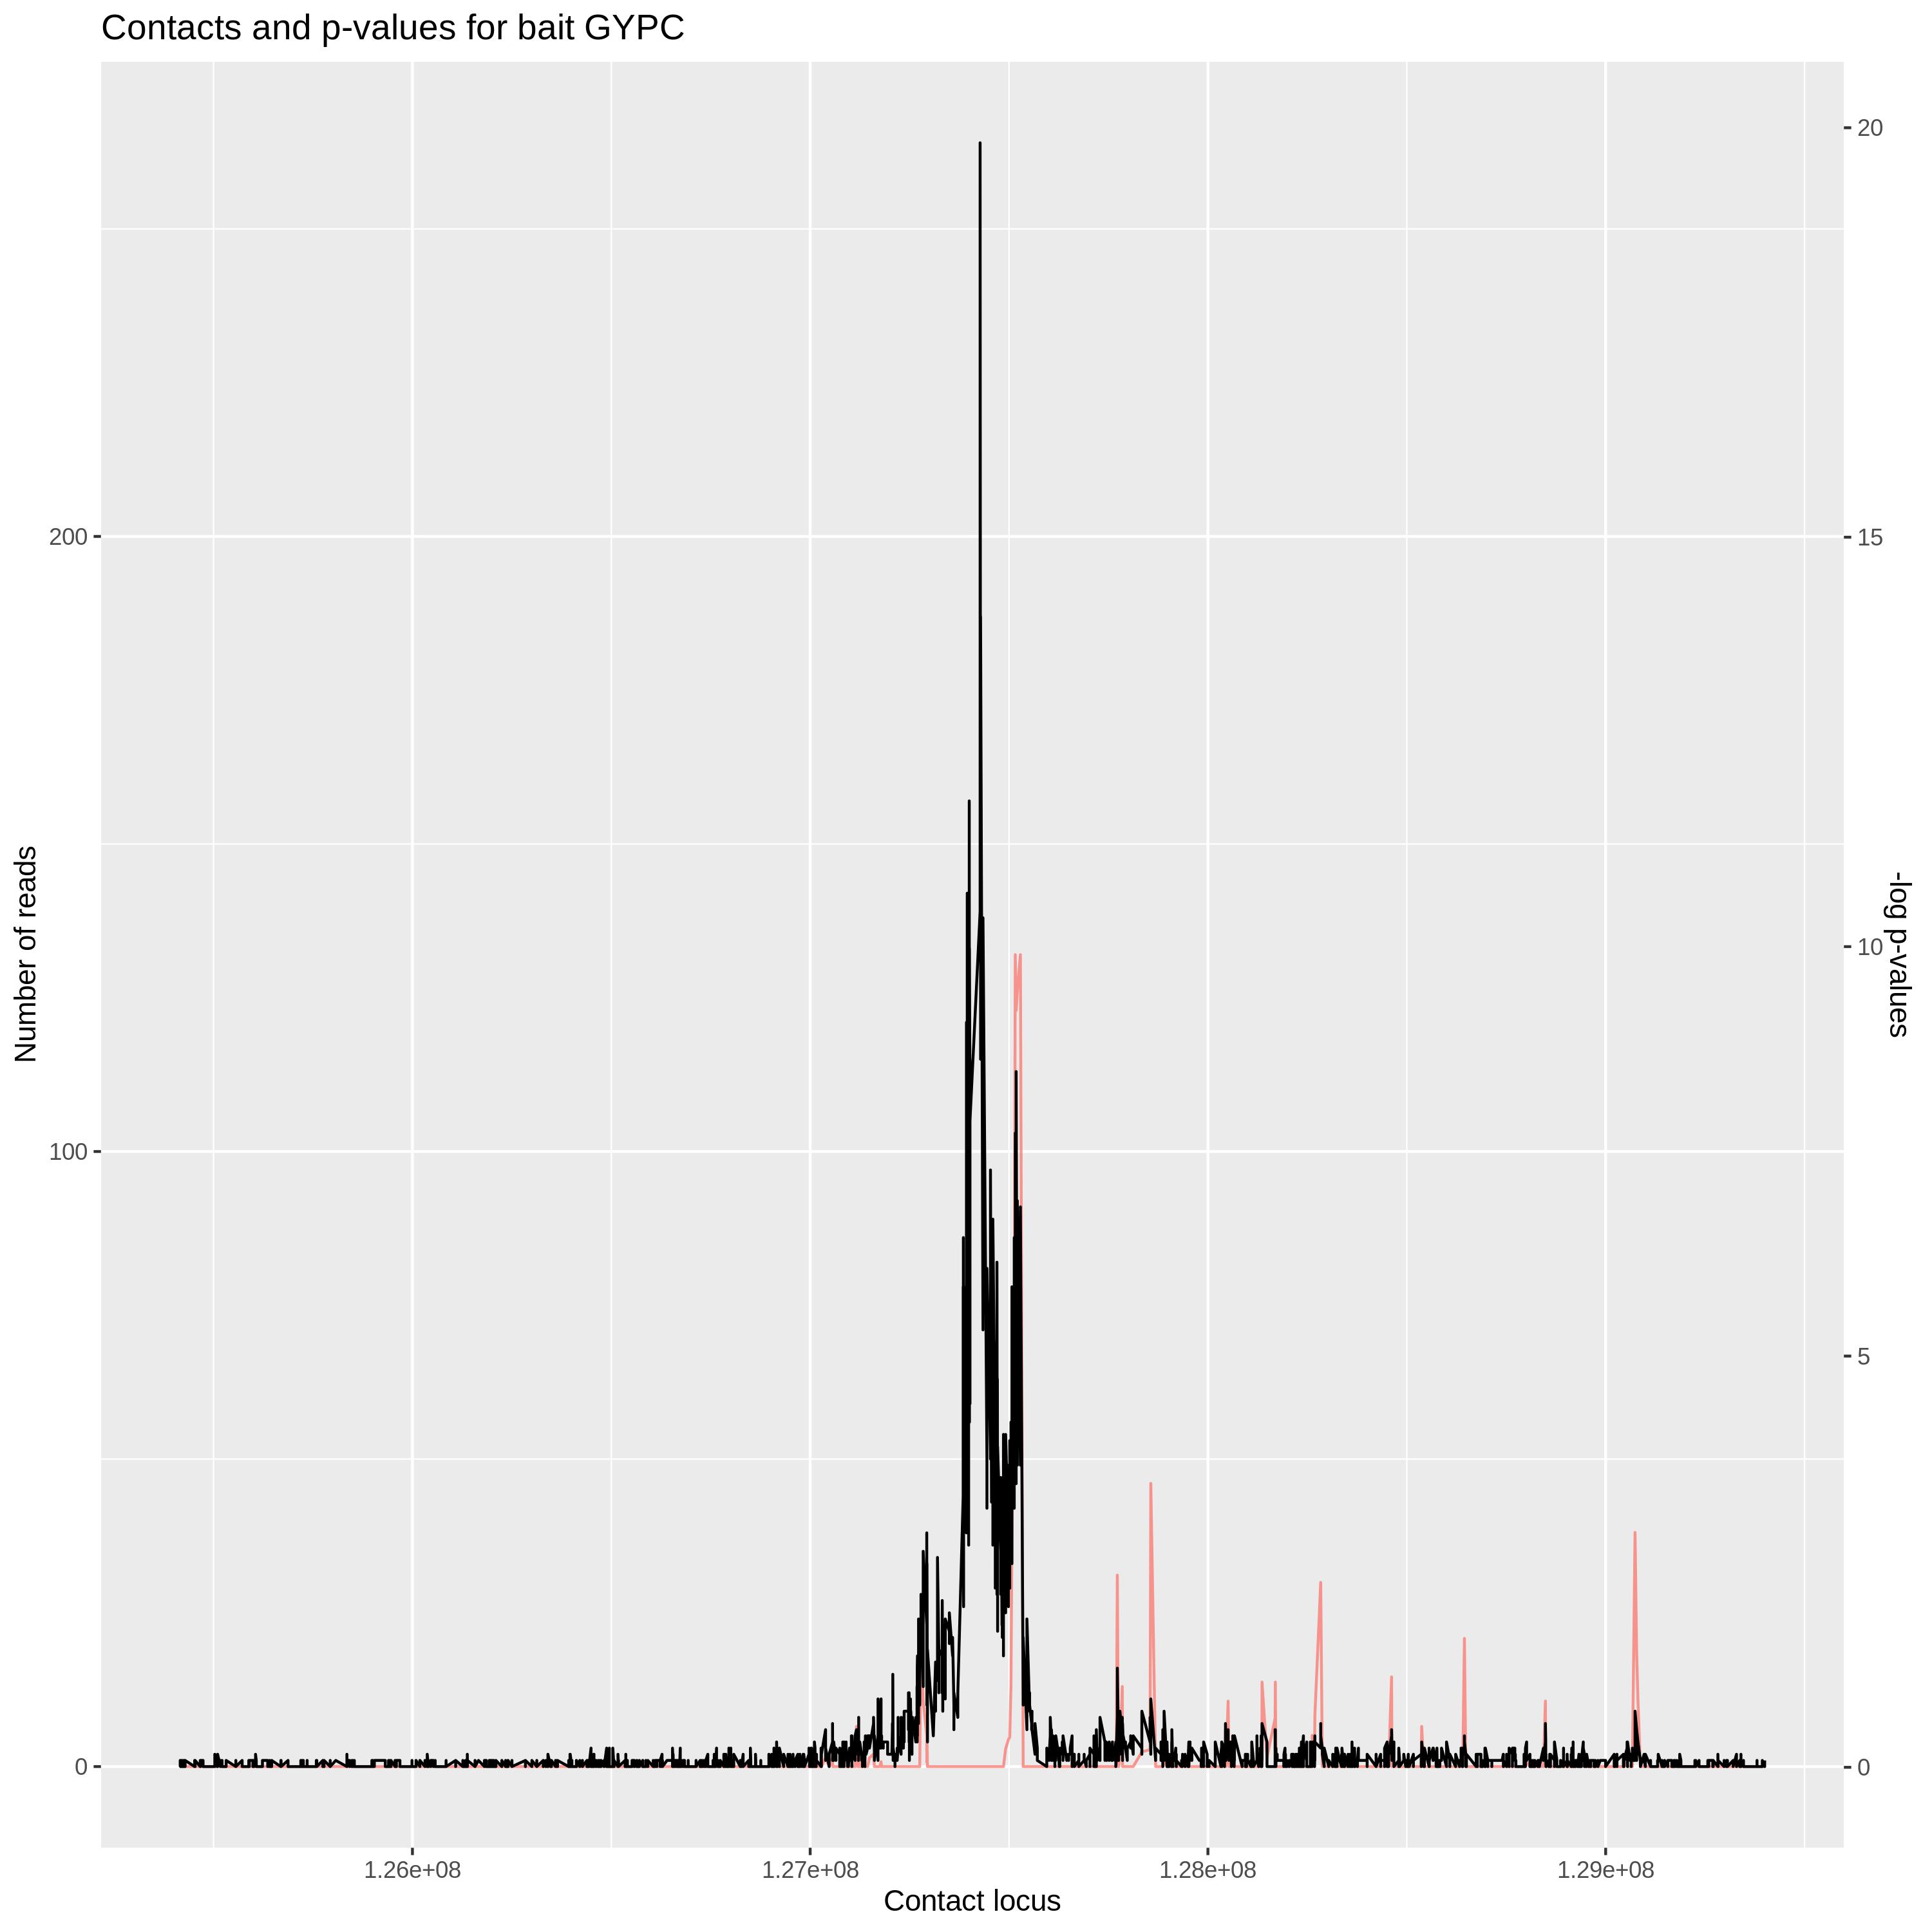 Contacts and p-values for bait GYPC
20
200
15
Number of reads
-log p-values
10
100
5
0
0
1.26e+08
1.27e+08
1.28e+08
1.29e+08
Contact locus